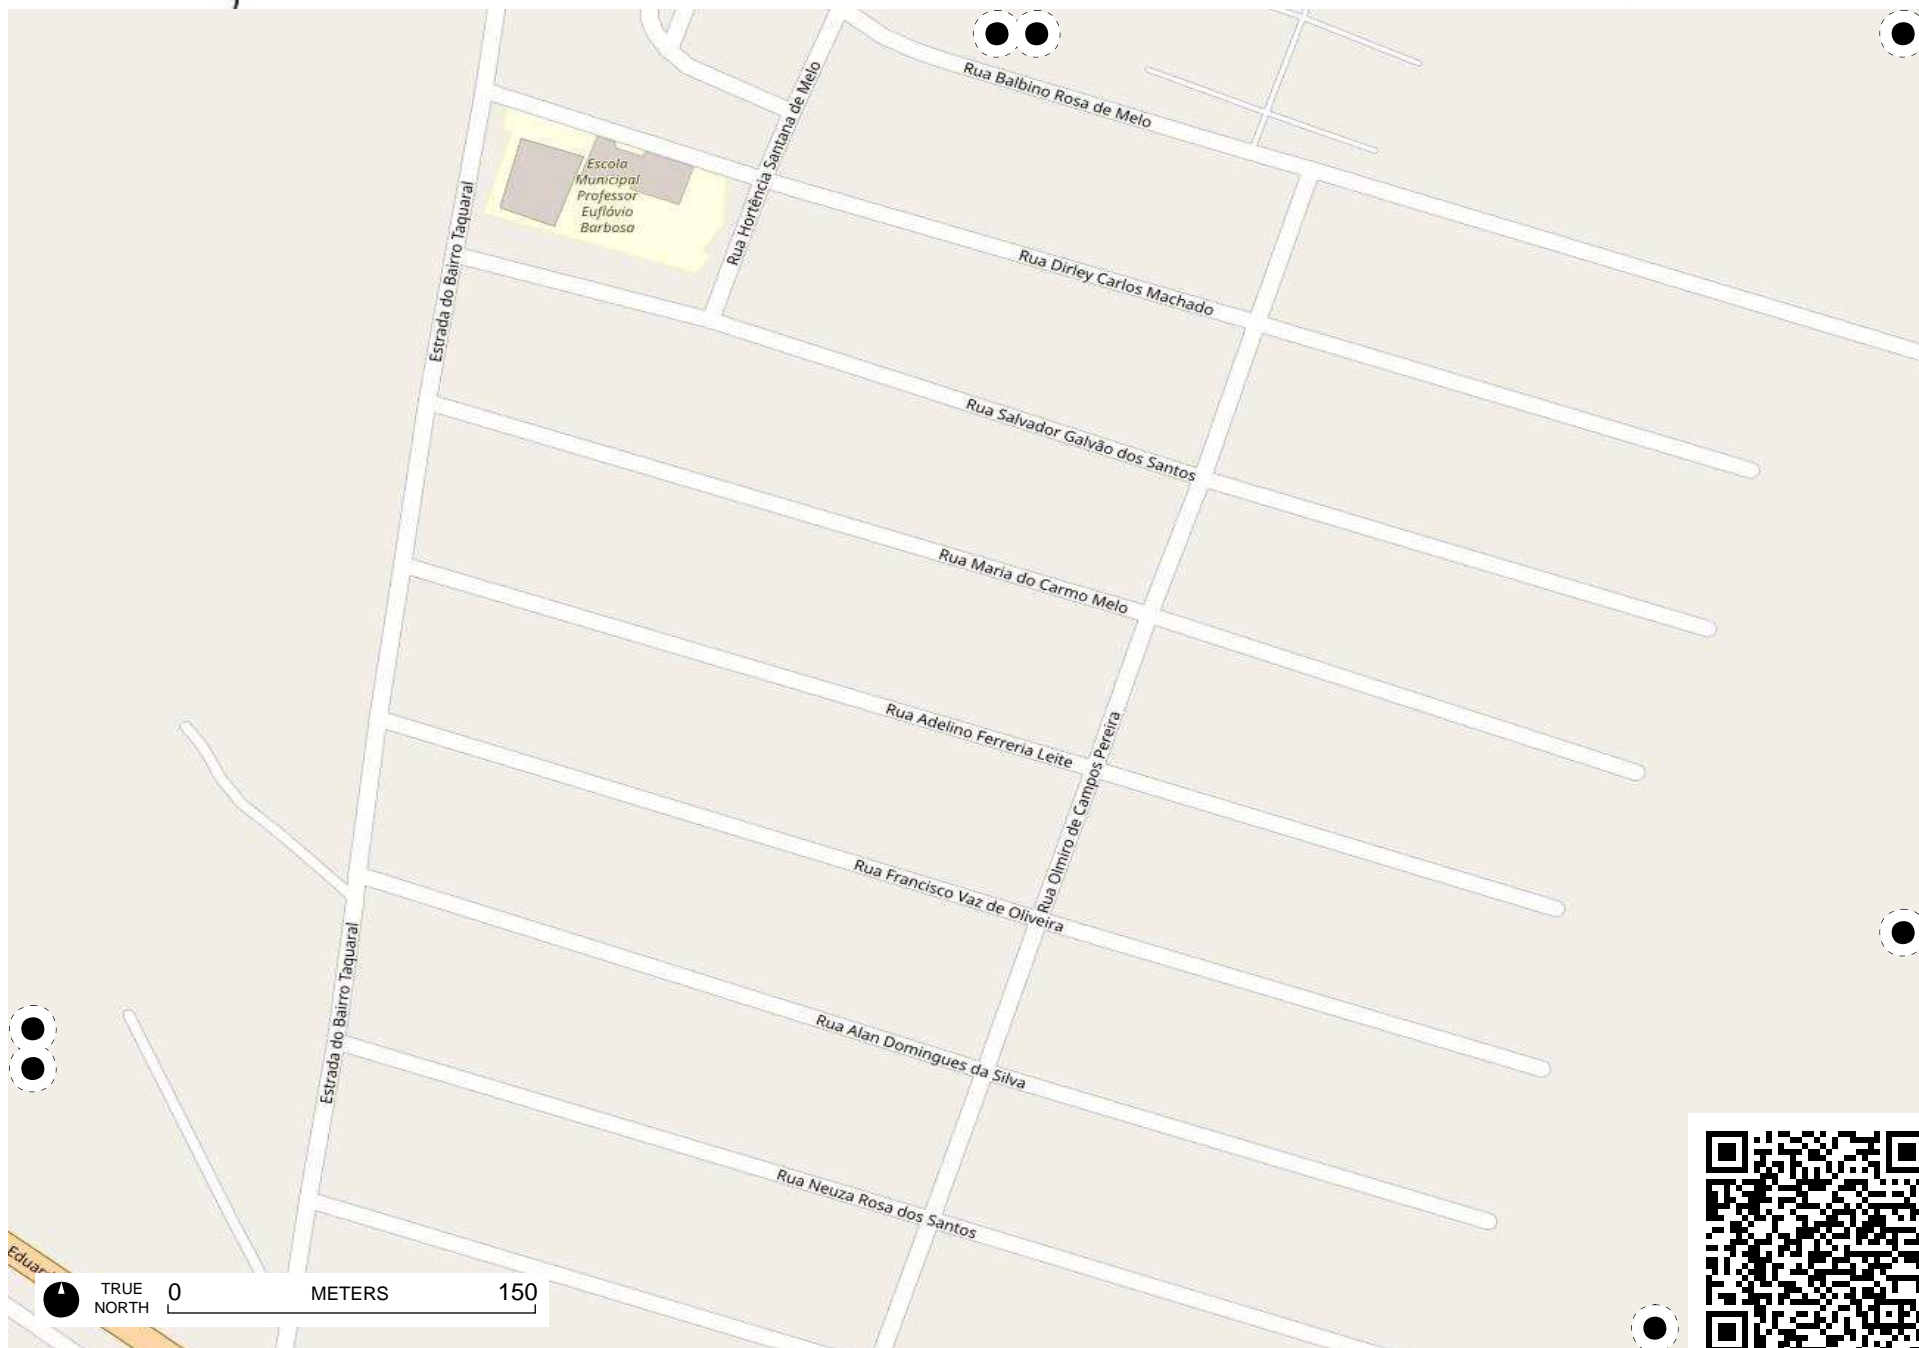 Rua Balbino Rosa de Melo
Rua Hortência Santana de Melo
Escola
Municipal
Professor
Euflávio
Barbosa
Estrada do Bairro Taquaral
Rua Dirley Carlos Machado
Rua Salvador Galvão dos Santos
Rua Maria do Carmo Melo
Rua Adelino Ferreria Leite
Rua Olmiro de Campos Pereira
Rua Francisco Vaz de Oliveira
Estrada do Bairro Taquaral
Rua Alan Domingues da Silva
Rua Neuza Rosa dos Santos
TRUE
NORTH
0 METERS 150